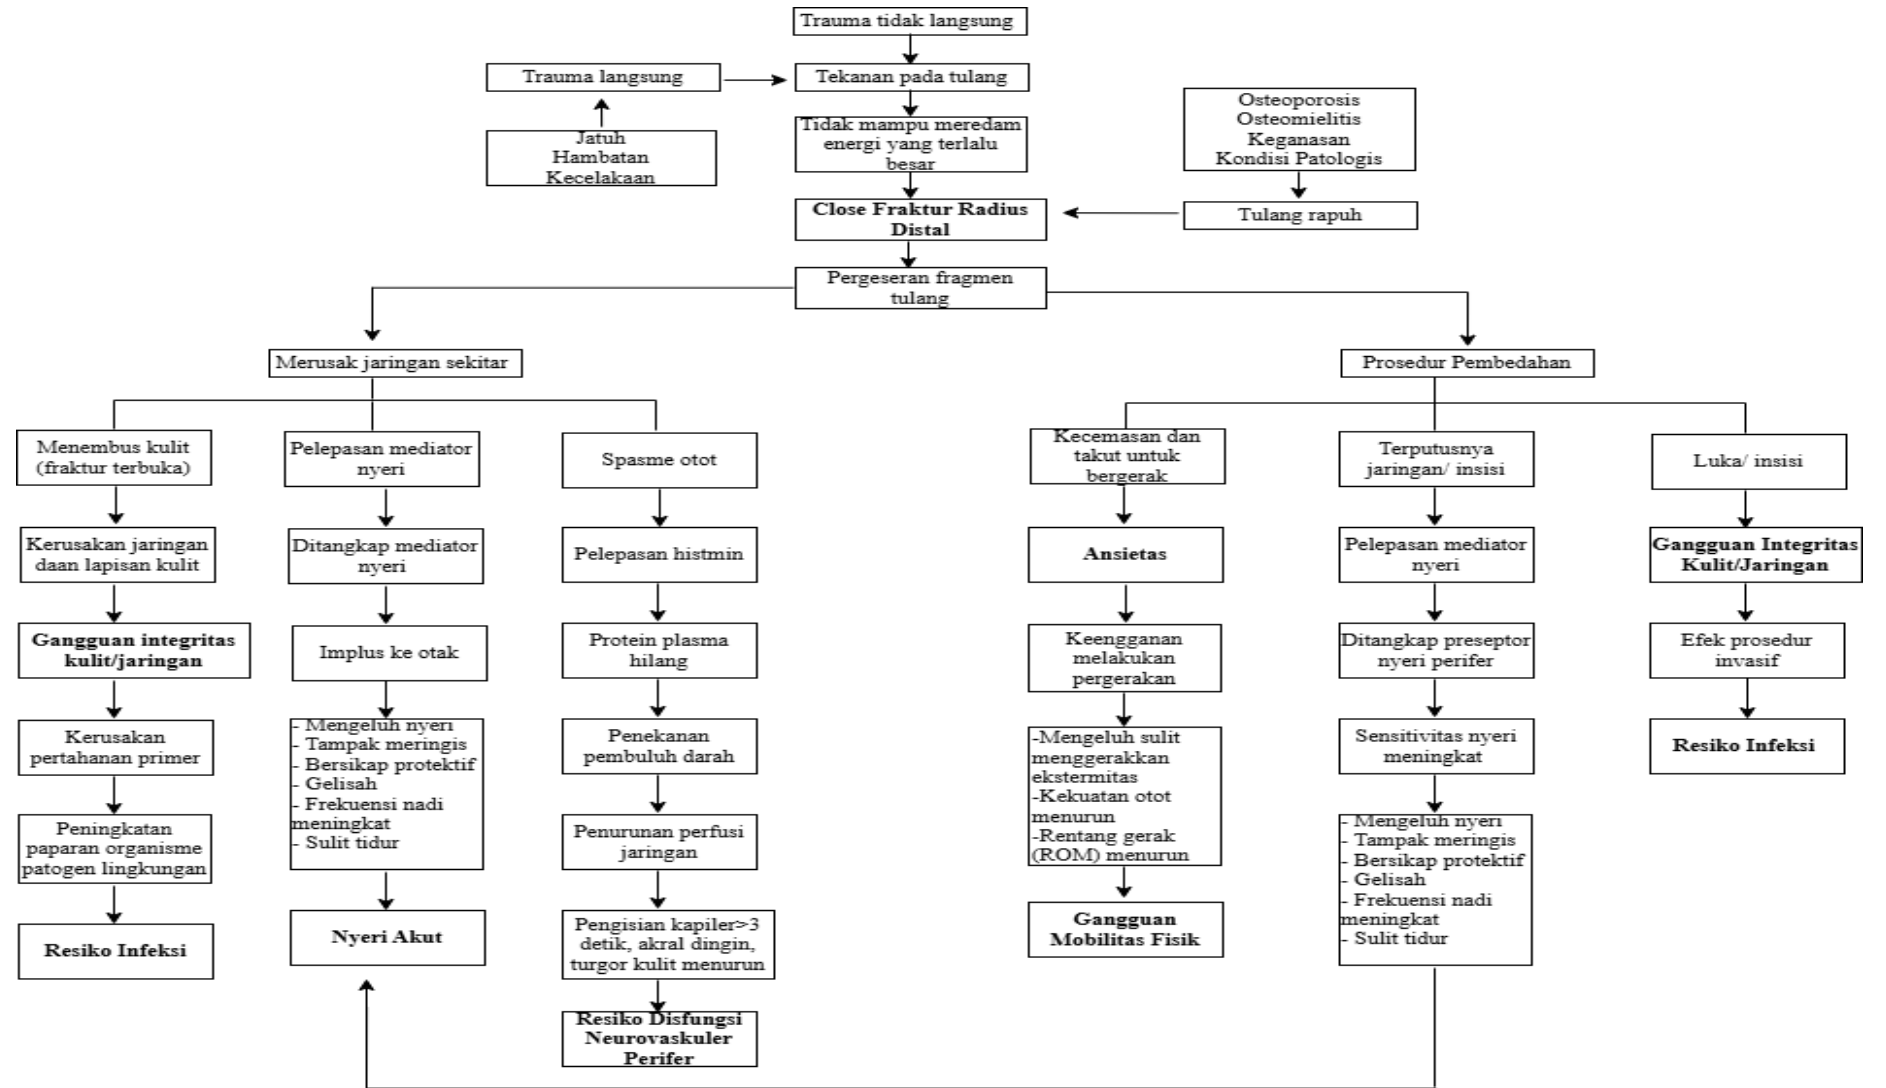 Trauma tidak langsung
Trauma langsung
Tekanan pada tulang
Jatuh
Hambatan
Kecelakaan
Tidak mampu meredam
energi yang terlalu
besar
Osteoporosis
Osteomielitis
Keganasan
Kondisi Patologis
Close Fraktur Radius
Distal
Tulang rapuh
Pergeseran fragmen
tulang
Merusak jaringan sekitar
Prosedur Pembedahan
Menembus kulit
(fraktur terbuka)
Kerusakan jaringan
daan lapisan kulit
Gangguan integritas
kulit/jaringan
Kerusakan
pertahanan primer
Peningkatan
paparan organisme
patogen lingkungan
Resiko Infeksi
Pelepasan mediator
nyeri
Ditangkap mediator
nyeri
Implus ke otak
- Mengeluh nyeri
- Tampak meringis
- Bersikap protektif
- Gelisah
- Frekuensi nadi
meningkat
- Sulit tidur
Nyeri Akut
Spasme otot
Pelepasan histmin
Protein plasma
hilang
Penekanan
pembuluh darah
Penurunan perfusi
jaringan
Pengisian kapiler>3
detik, akral dingin,
turgor kulit menurun
Resiko Disfungsi
Neurovaskuler
Perifer
Kecemasan dan
takut untuk
bergerak
Ansietas
Keengganan
melakukan
pergerakan
-Mengeluh sulit
menggerakkan
ekstermitas
-Kekuatan otot
menurun
-Rentang gerak
(ROM) menurun
Gangguan
Mobilitas Fisik
Terputusnya
jaringan/ insisi
Pelepasan mediator
nyeri
Ditangkap preseptor
nyeri perifer
Sensitivitas nyeri
meningkat
- Mengeluh nyeri
- Tampak meringis
- Bersikap protektif
- Gelisah
- Frekuensi nadi
meningkat
- Sulit tidur
Luka/ insisi
Gangguan Integritas
Kulit/Jaringan
Efek prosedur
invasif
Resiko Infeksi